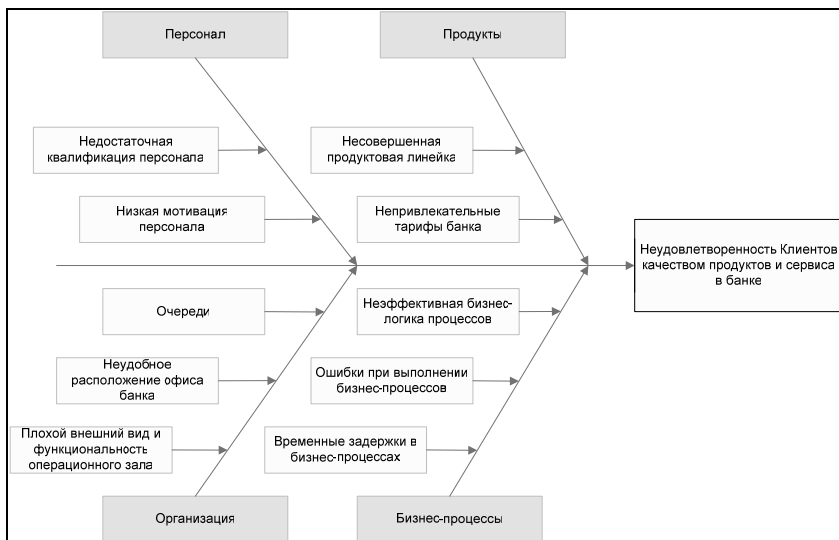 Персонал
Продукты
Недостаточная
квалификация персонала
Несовершенная
продуктовая линейка
Низкая мотивация
персонала
Непривлекательные
тарифы банка
Неудовлетворенность Клиентов
качеством продуктов и сервиса
в банке
Очереди
Неэффективная бизнес-
логика процессов
Неудобное
расположение офиса
банка
Ошибки при выполнении
бизнес-процессов
Плохой внешний вид и
функциональность
операционного зала
Временные задержки в
бизнес-процессах
Организация
Бизнес-процессы